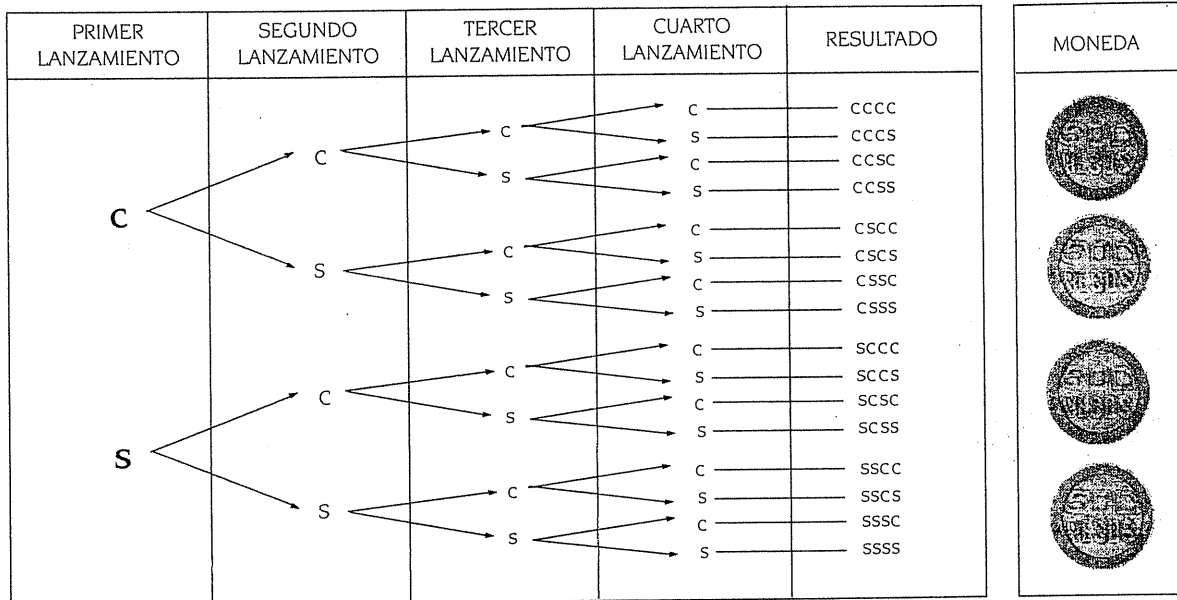 PRIMER LANZAMIENTO
SEGUNDO LANZAMIENTO
TERCER LANZAMIENTO
CUARTO LANZAMIENTO
RESULTADO
MONEDA
C
S
C
S
C
S
C
S
C
S
C
S
C
S
C
S
C
S
C
S
C
S
C
S
C
S
C
S
C
S
CCCC
CCCS
CCSC
CCSS
CSCC
CSCS
CSSC
CSSS
SCCC
SCCS
SCSC
SCSS
SSCC
SSCS
SSSC
SSSS